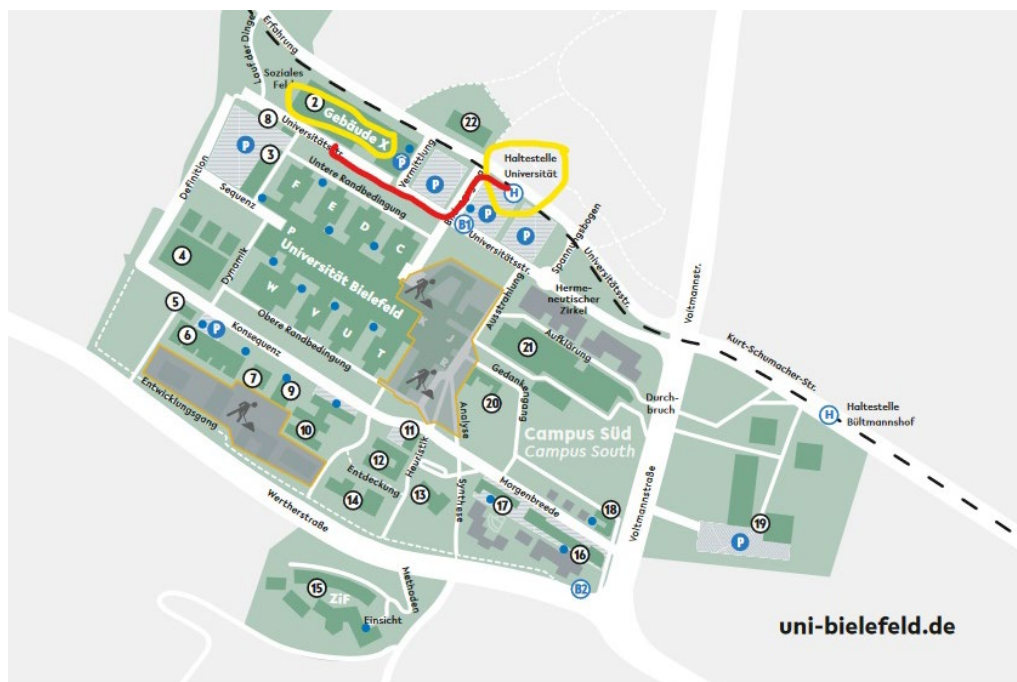 Lauf der Dinge
Erfahrung
Soziales
Feld
2
Gebäude X
22
8
Universitätsstr.
P
Vermittlung
Haltestelle
Universität
P
3
H
P
Definition
Sequenz
Untere Randbedingung
F
E
D
C
B1
P
P
Universitätsstr.
Spannungsbogen
Universitätsstr.
Voltmannstr.
4
Dynamik
P
Universität Bielefeld
W
V
U
T
K
J
Ausstrahlung
Herme-
neutischer
Zirkel
5
P
Konsequenz
Obere Randbedingung
6
21
Aufklärung
Kurt-Schumacher-Str.
7
9
Gedankengang
20
Durch-
bruch
H
Haltestelle
Bültmannshof
Entwicklungsgang
10
11
Analyse
Campus Süd
Campus South
12
Heuristik
Entdeckung
14
13
Synthese
17
Morgenbreede
18
Voltmannstraße
19
P
16
Wertherstraße
B2
15
ZiF
Methoden
Einsicht
uni-bielefeld.de